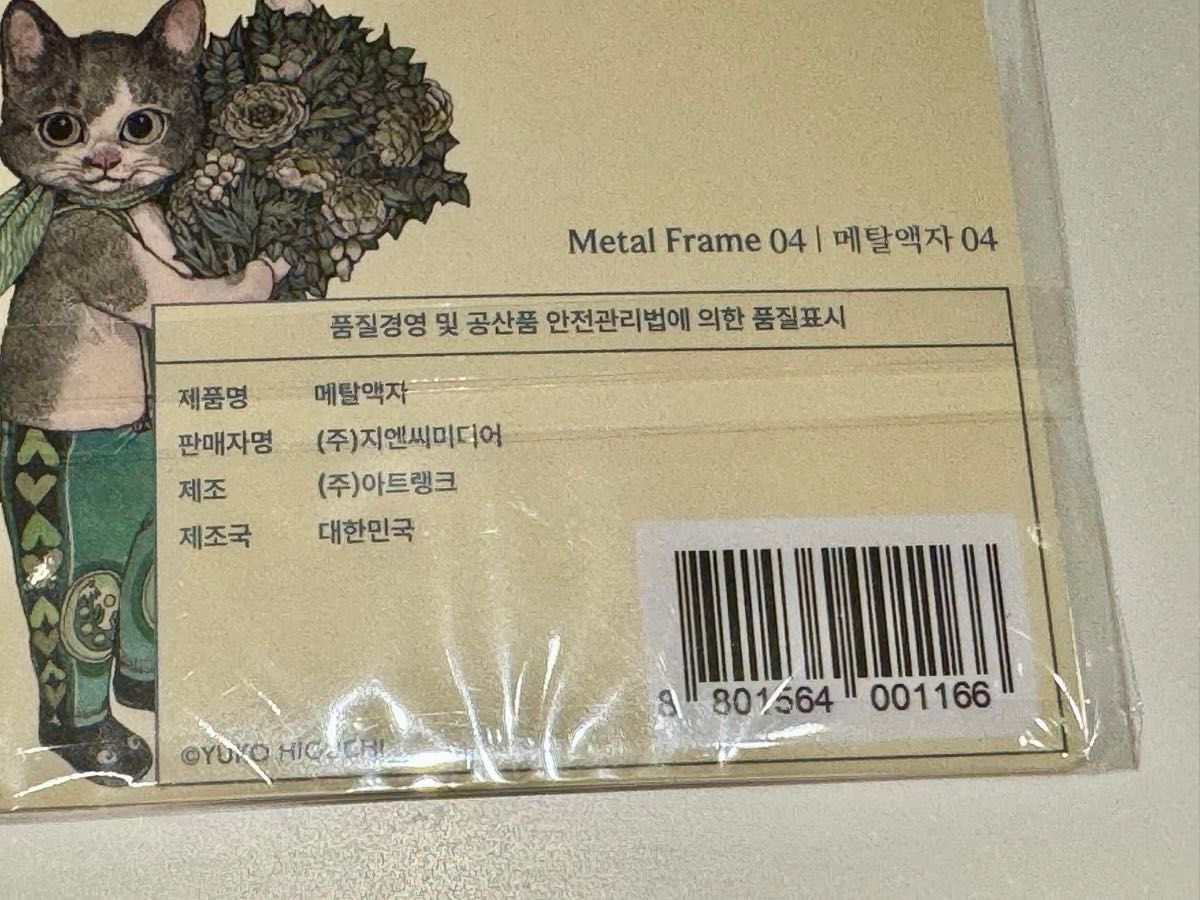 Metal Frame 04 | 메탈액자 04
품질경영 및 공산품 안전관리법에 의한 품질표시
제품명 메탈액자
판매자명 (주)지엔씨미디어
제조 (주)아트랭크
제조국 대한민국
8 801564 001166
©YUKO HIGUCHI